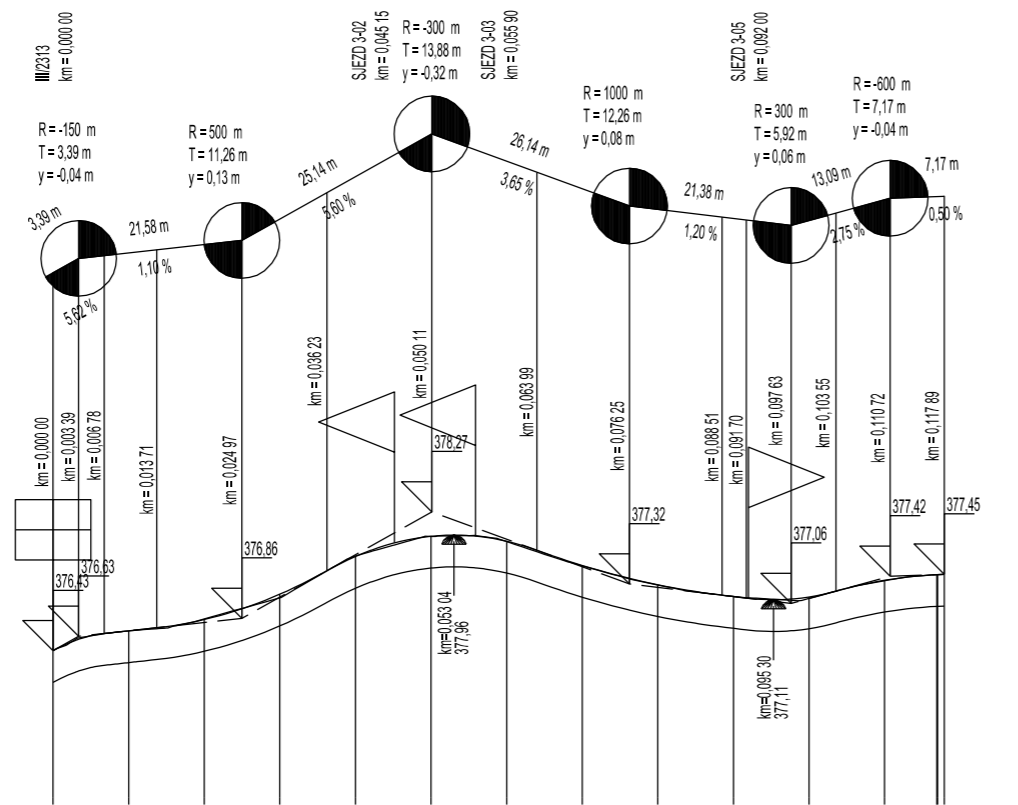 III/2313
km = 0,000 00
SJEZD 3-02
km = 0,045 15
R = -300 m
T = 13,88 m
y = -0,32 m
SJEZD 3-03
km = 0,055 90
SJEZD 3-05
km = 0,092 00
R = -150 m
T = 3,39 m
y = -0,04 m
R = 500 m
T = 11,26 m
y = 0,13 m
R = 1000 m
T = 12,26 m
y = 0,08 m
R = 300 m
T = 5,92 m
y = 0,06 m
R = -600 m
T = 7,17 m
y = -0,04 m
3,39 m
5,62 %
21,58 m
1,10 %
25,14 m
5,60 %
26,14 m
3,65 %
21,38 m
1,20 %
13,09 m
2,75 %
7,17 m
0,50 %
km = 0,000 00
km = 0,003 39
km = 0,006 78
km = 0,013 71
km = 0,024 97
km = 0,036 23
km = 0,050 11
km = 0,063 99
km = 0,076 25
km = 0,088 51
km = 0,091 70
km = 0,097 63
km = 0,103 55
km = 0,110 72
km = 0,117 89
376,43
376,63
376,86
378,27
377,32
377,06
377,42
377,45
km=0,053 04
377,96
km=0,095 30
377,11